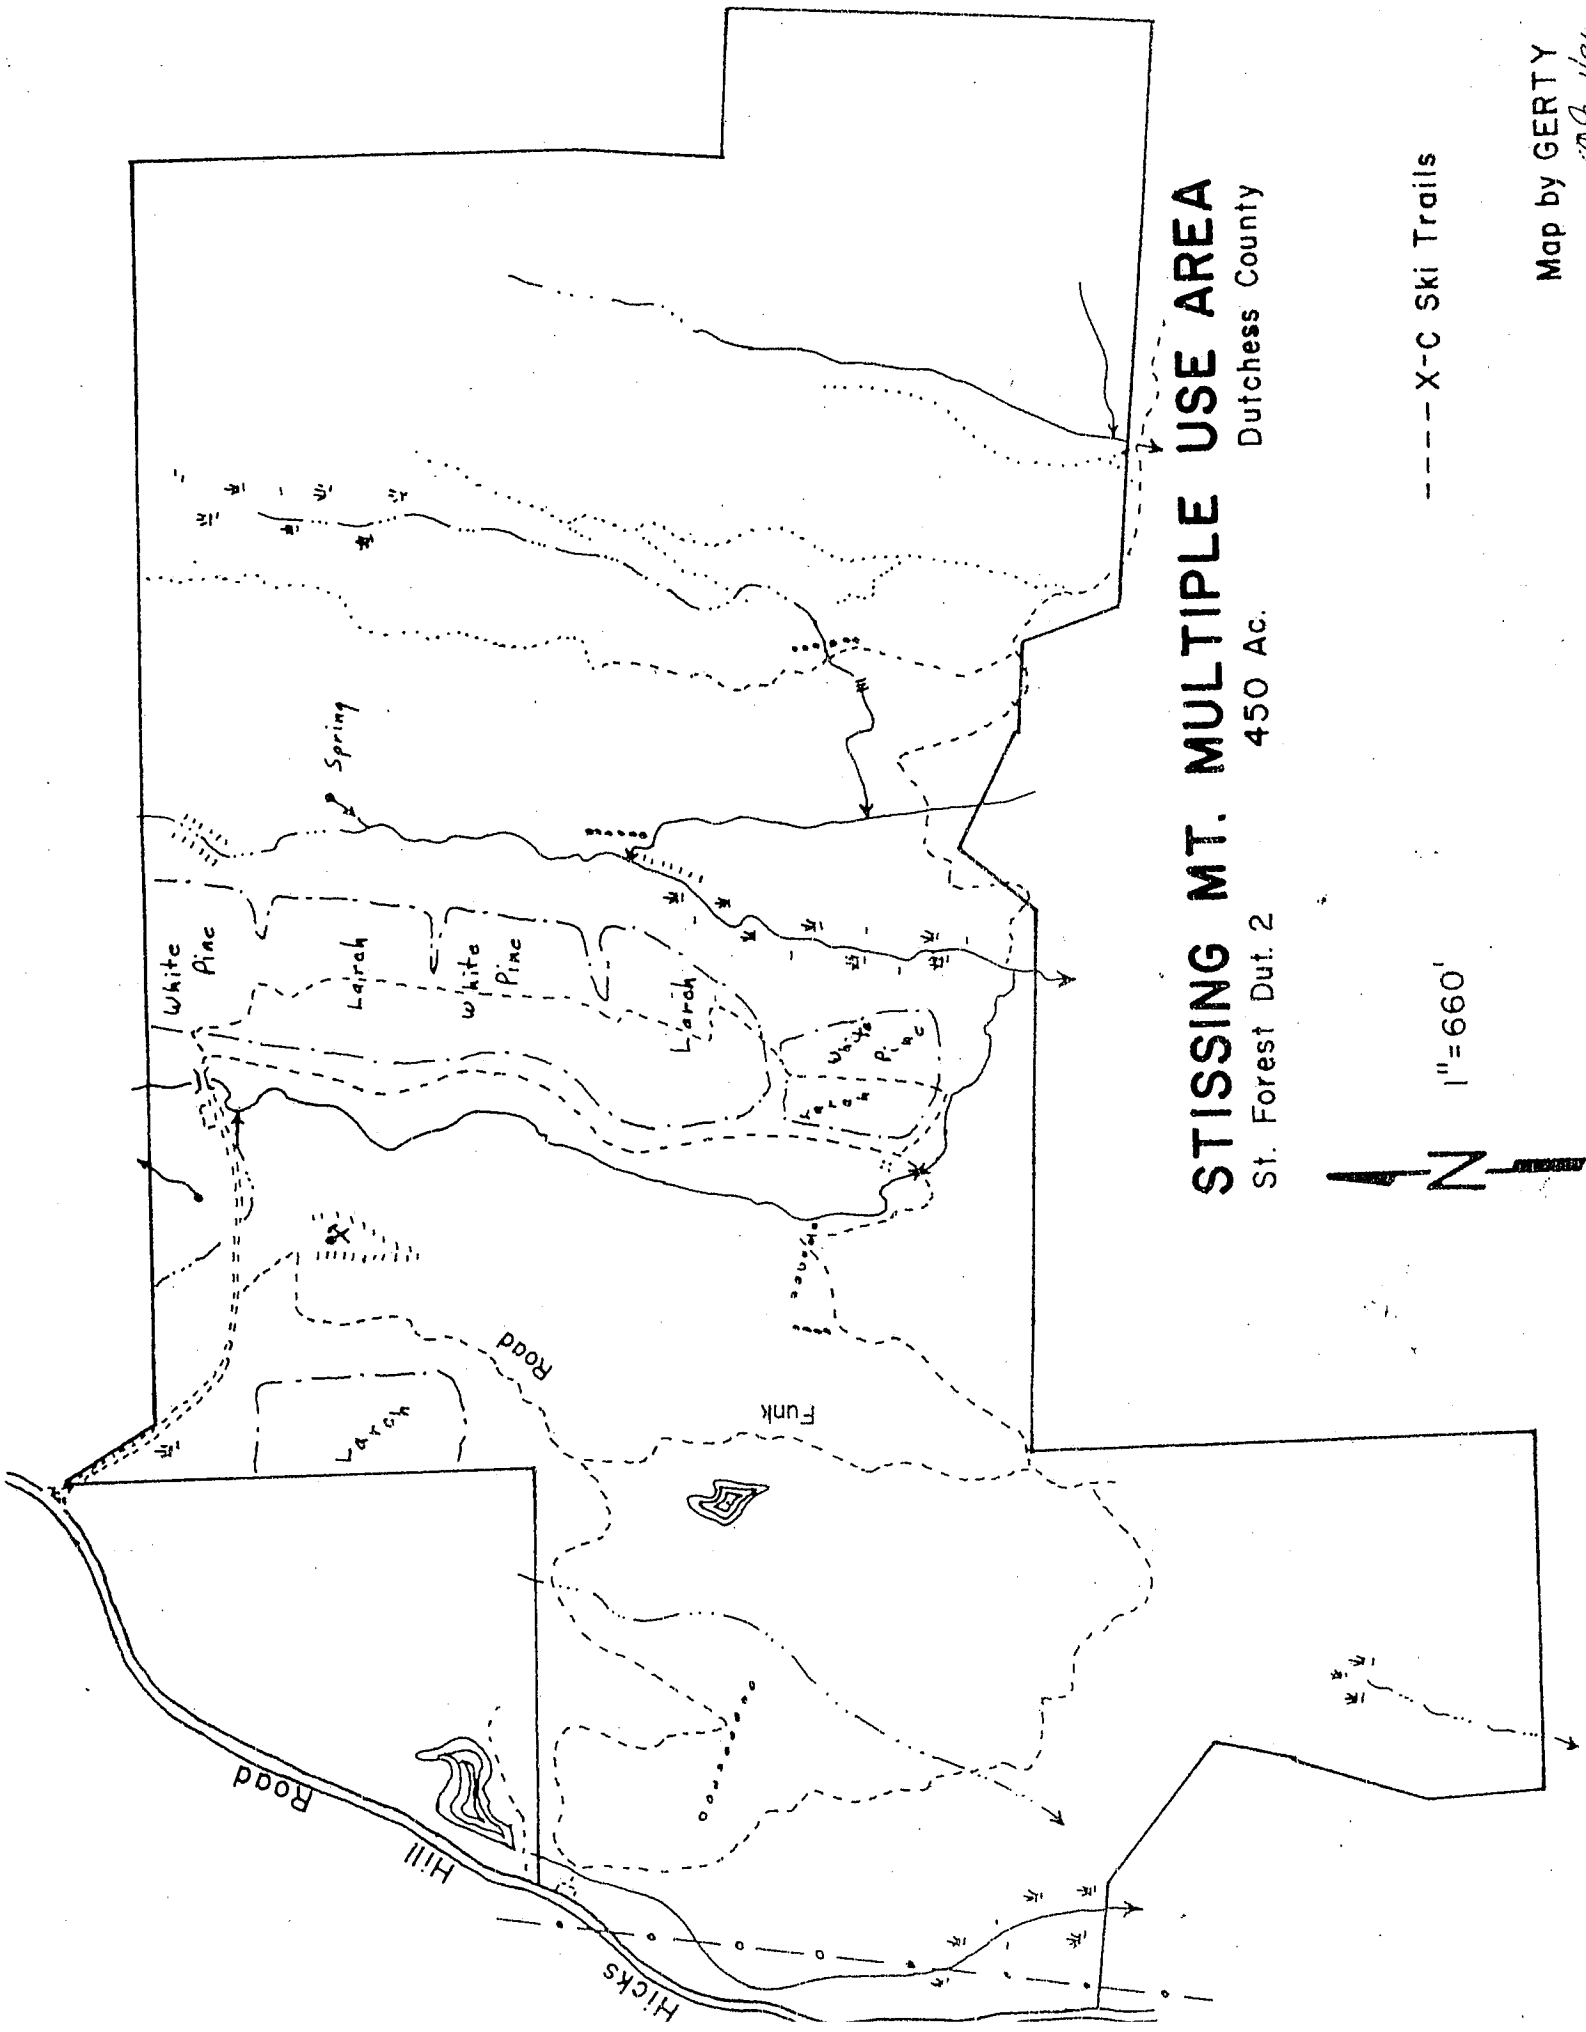 STISSING MT. MULTIPLE USE AREA
St. Forest Dut. 2 450 Ac. Dutchess County
1"=660'
---- X-C Ski Trails
N
Map by GERTY
White
Pine
Larch
White
Pine
Larch
White
Pine
Larch
Spring
Larch
Road
Funk
Fence
Hicks
Hill
Road